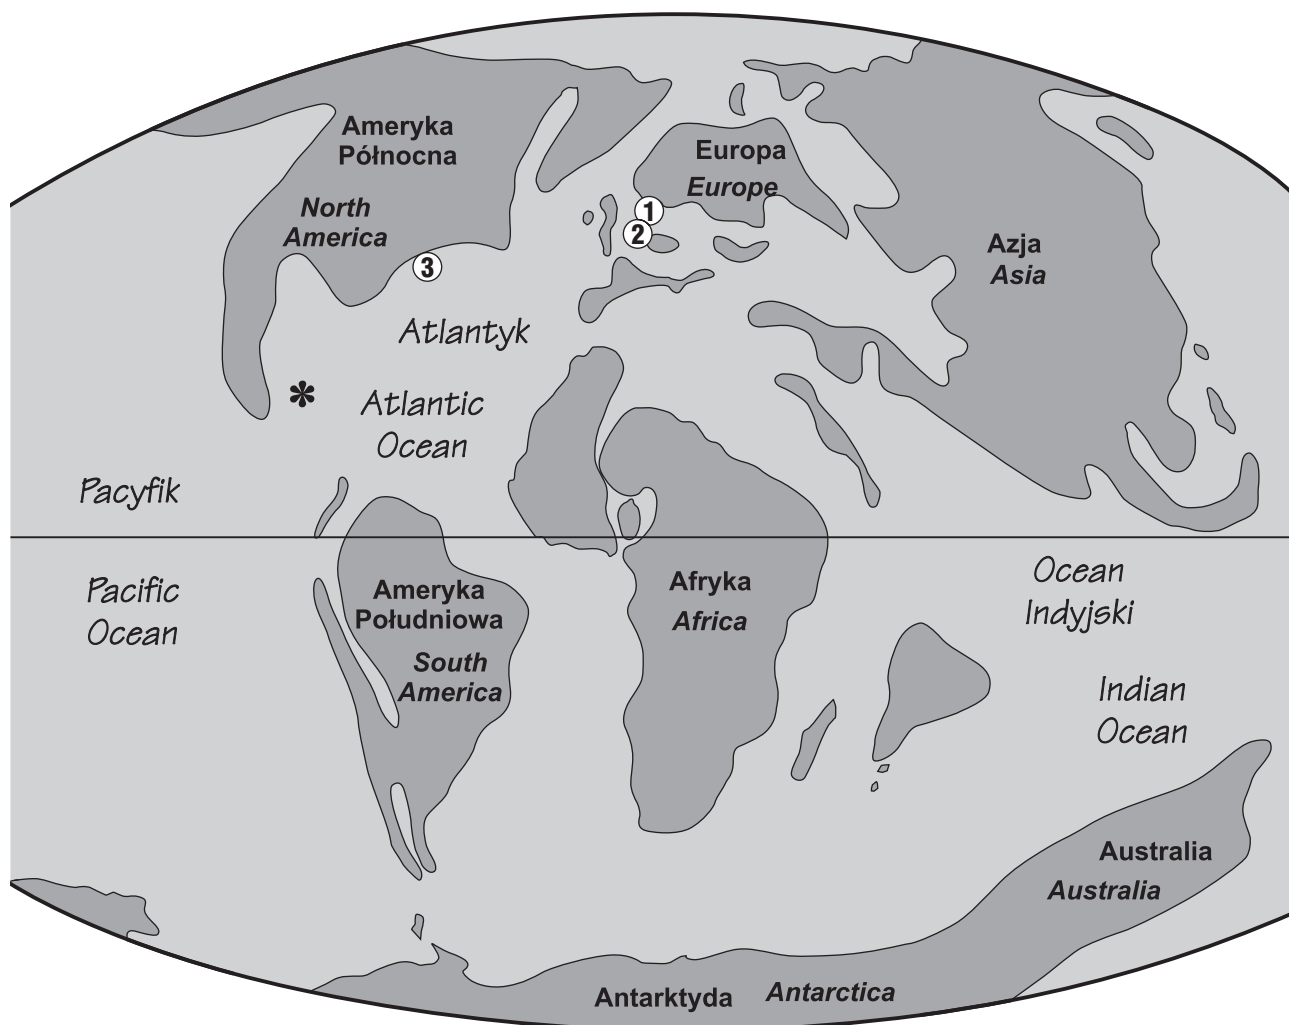 Ameryka
Północna
North
America
Europa
Europe
1
2
3
Azja
Asia
Atlantyk
*
Atlantic
Ocean
Pacyfik
Pacific
Ocean
Ameryka
Południowa
South
America
Afryka
Africa
Ocean
Indyjski
Indian
Ocean
Australia
Australia
Antarktyda Antarctica